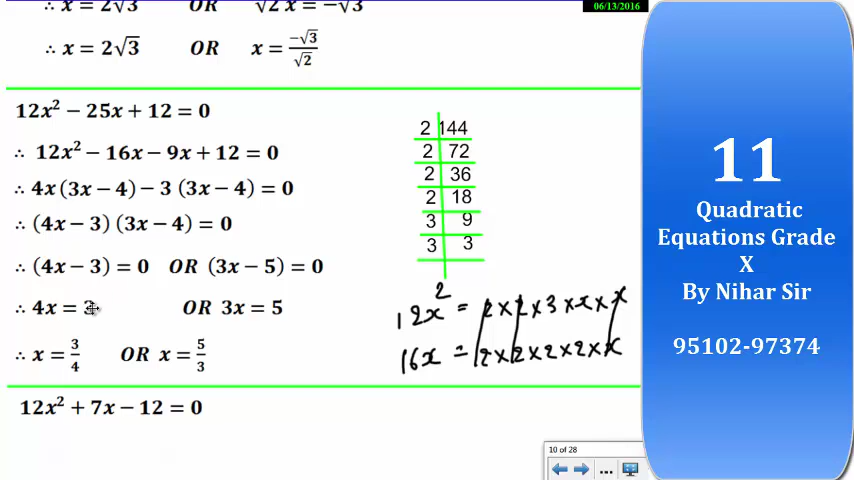 ∴ x = 2√3 OR √2 x = −√3
∴ x = 2√3 OR x = −√3/√2
12x² − 25x + 12 = 0
∴ 12x² − 16x − 9x + 12 = 0
∴ 4x (3x − 4) − 3 (3x − 4) = 0
∴ (4x − 3) (3x − 4) = 0
∴ (4x − 3) = 0 OR (3x − 5) = 0
∴ 4x = 3 OR 3x = 5
∴ x = 3/4 OR x = 5/3
12x² + 7x − 12 = 0
2 144
2 72
2 36
2 18
3 9
3 3
12x² = 2 × 2 × 3 × x × x
16x = 2 × 2 × 2 × 2 × x
06/13/2016
11
Quadratic
Equations Grade
X
By Nihar Sir
95102-97374
10 of 28
...